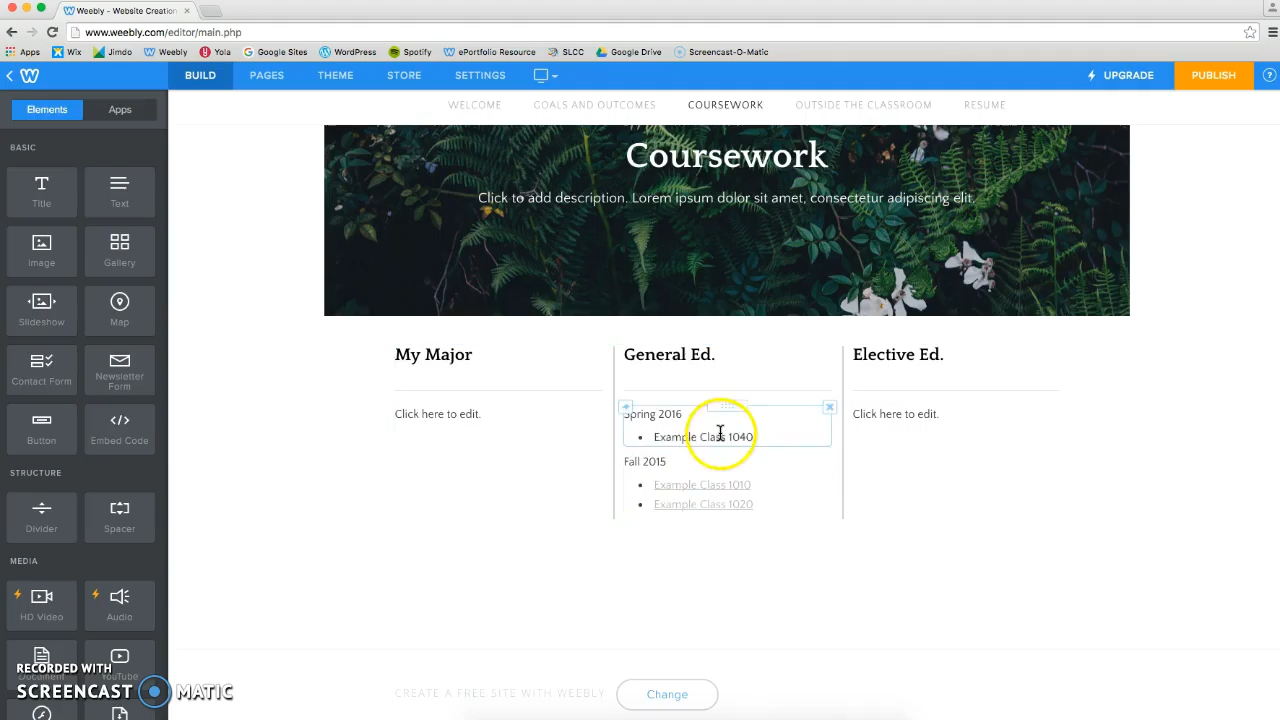 Weebly - Website Creation
www.weebly.com/editor/main.php
Apps Wix Jimdo Weebly Yola Google Sites WordPress Spotify ePortfolio Resource SLCC Google Drive Screencast-O-Matic
BUILD PAGES THEME STORE SETTINGS UPGRADE PUBLISH ?
Elements Apps
WELCOME GOALS AND OUTCOMES COURSEWORK OUTSIDE THE CLASSROOM RESUME
BASIC
Title Text
Image Gallery
Slideshow Map
Contact Form Newsletter Form
Button Embed Code
STRUCTURE
Divider Spacer
MEDIA
HD Video Audio
Document YouTube
Coursework
Click to add description. Lorem ipsum dolor sit amet, consectetur adipiscing elit.
My Major
Click here to edit.
General Ed.
Spring 2016
• Example Class 1040
Fall 2015
• Example Class 1010
• Example Class 1020
Elective Ed.
Click here to edit.
CREATE A FREE SITE WITH WEEBLY Change
RECORDED WITH
SCREENCAST MATIC